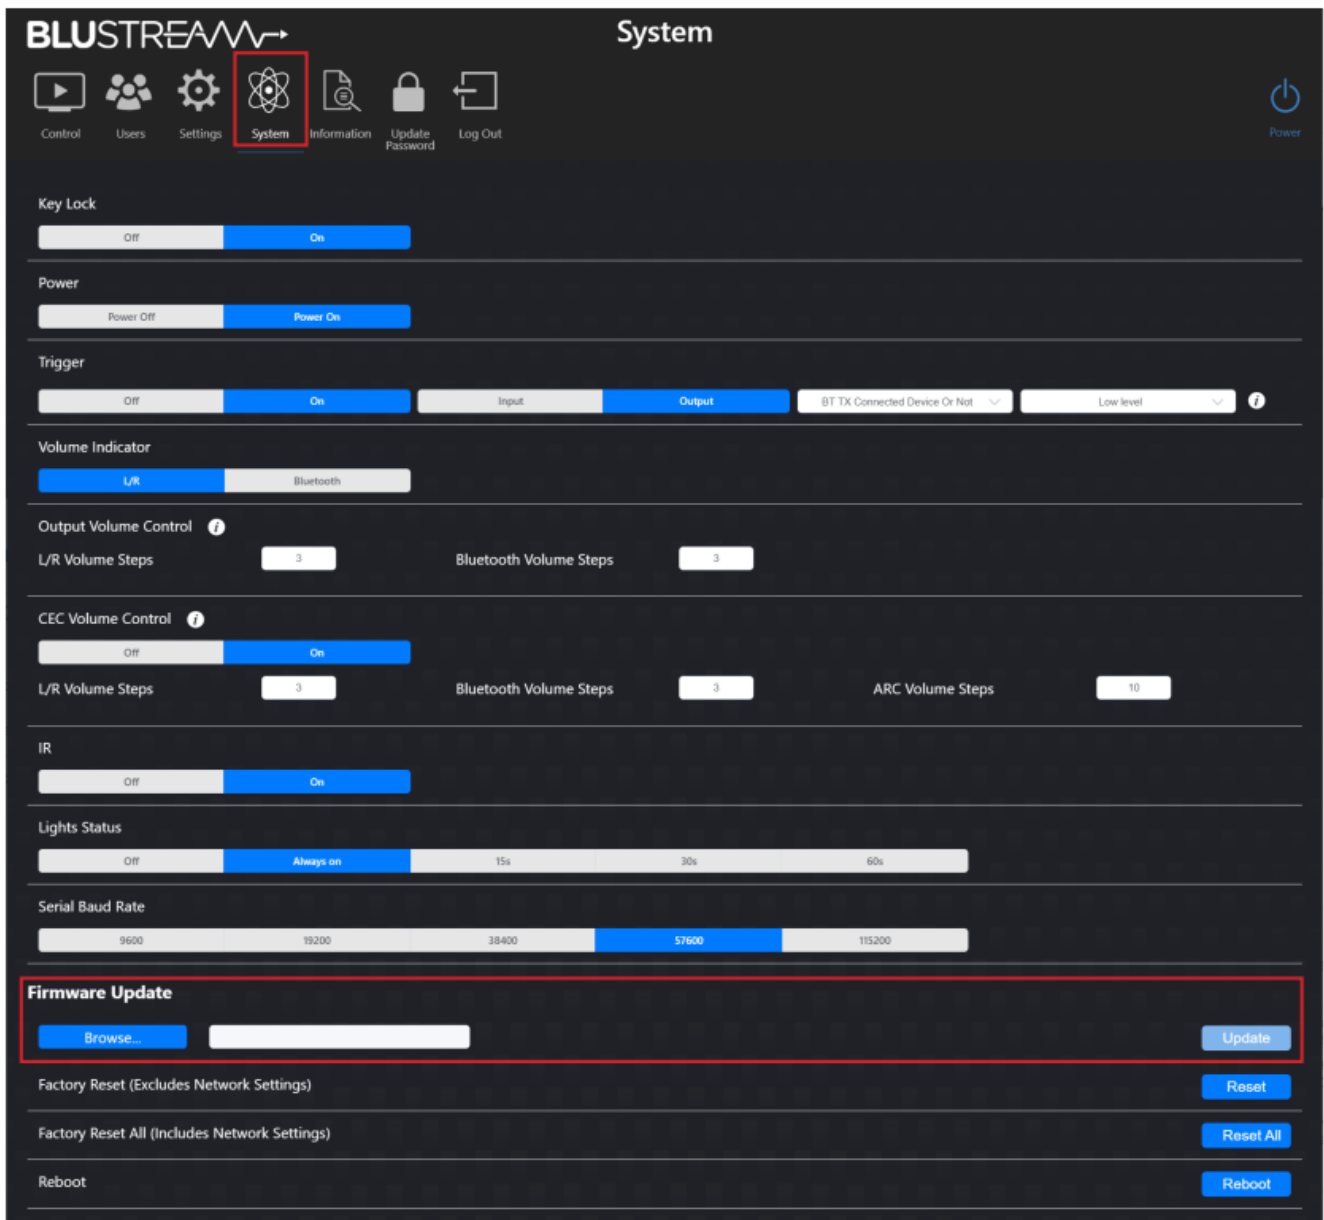 BLUSTREAM
System
Control Users Settings System Information Update Password Log Out Power
Key Lock
Off On
Power
Power Off Power On
Trigger
Off On Input Output BT TX Connected Device Or Not Low level i
Volume Indicator
L/R Bluetooth
Output Volume Control i
L/R Volume Steps 3 Bluetooth Volume Steps 3
CEC Volume Control i
Off On
L/R Volume Steps 3 Bluetooth Volume Steps 3 ARC Volume Steps 10
IR
Off On
Lights Status
Off Always on 15s 30s 60s
Serial Baud Rate
9600 19200 38400 57600 115200
Firmware Update
Browse... Update
Factory Reset (Excludes Network Settings) Reset
Factory Reset All (Includes Network Settings) Reset All
Reboot Reboot